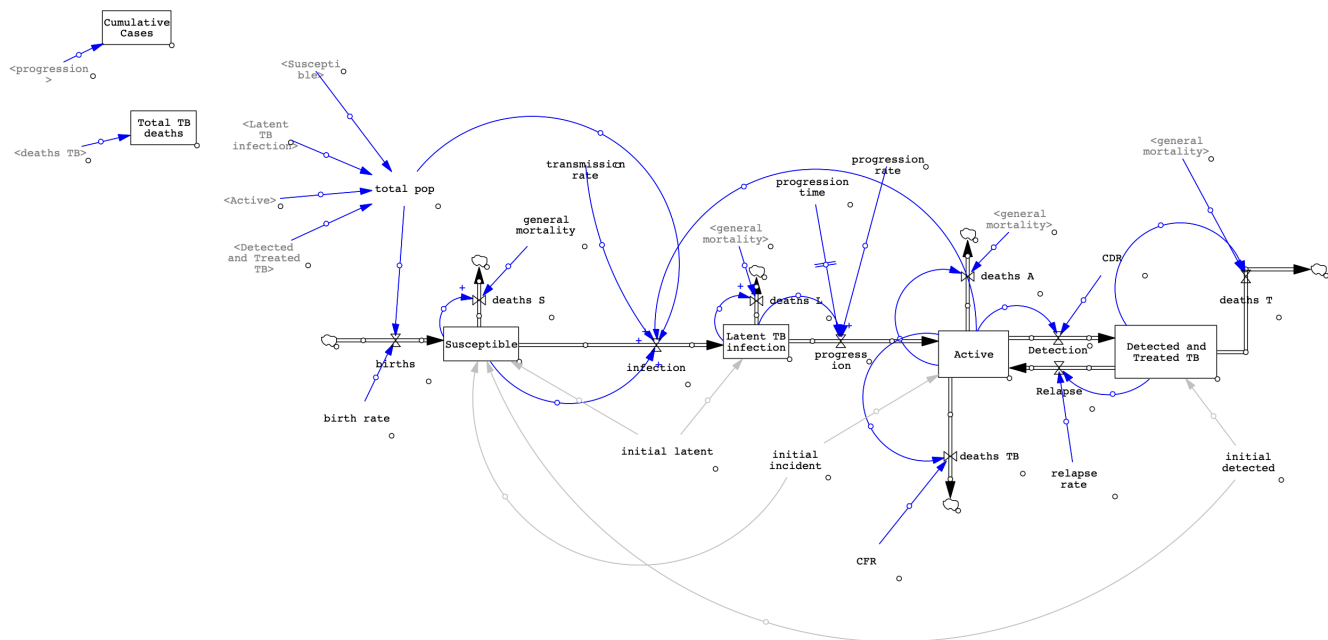 Cumulative
Cases
<progression
>
<Suscepti
ble>
Total TB
deaths
<deaths TB>
<Latent
TB
infection>
total pop
<Active>
<Detected
and Treated
TB>
general
mortality
transmission
rate
<general
mortality>
progression
time
progression
rate
<general
mortality>
<general
mortality>
deaths S
deaths L
deaths A
CDR
deaths T
births
Susceptible
infection
Latent TB
infection
progress
ion
Active
Detection
Relapse
Detected and
Treated TB
birth rate
initial latent
initial
incident
deaths TB
relapse
rate
initial
detected
CFR